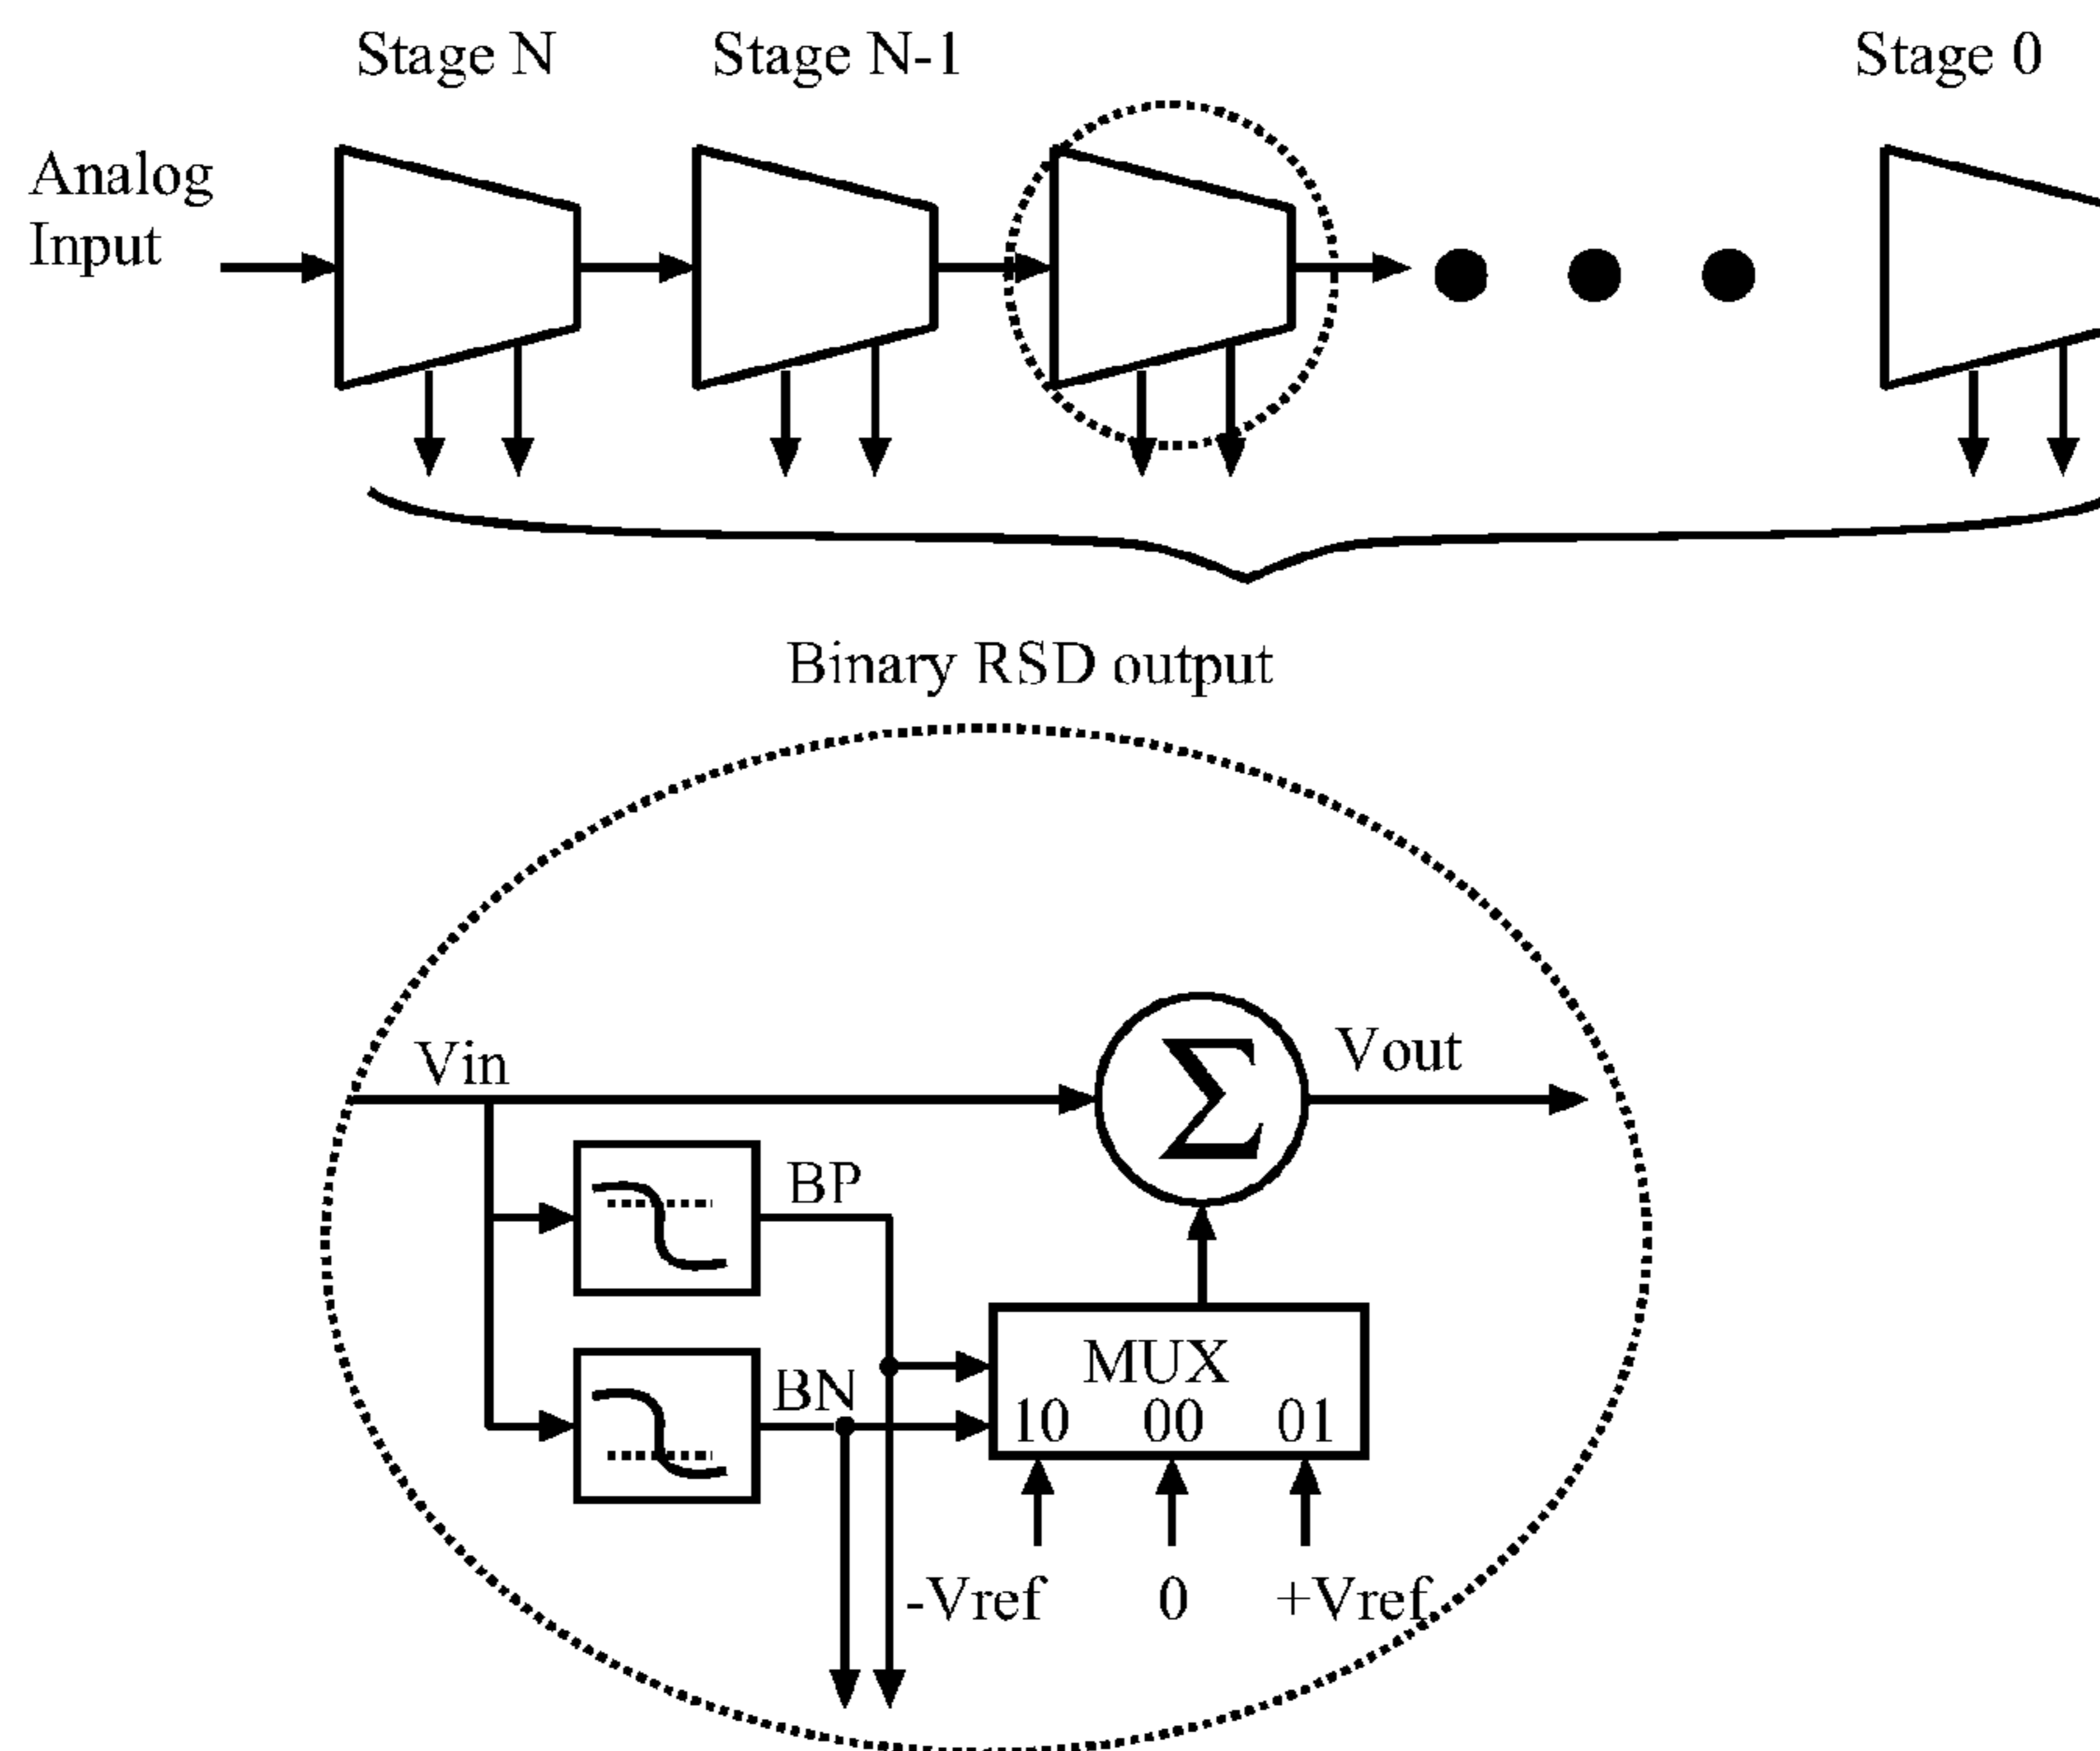 Stage N
Stage N-1
Stage 0
Analog
Input
Binary RSD output
Vin
Σ
Vout
BP
BN
MUX
10 00 01
-Vref 0 +Vref